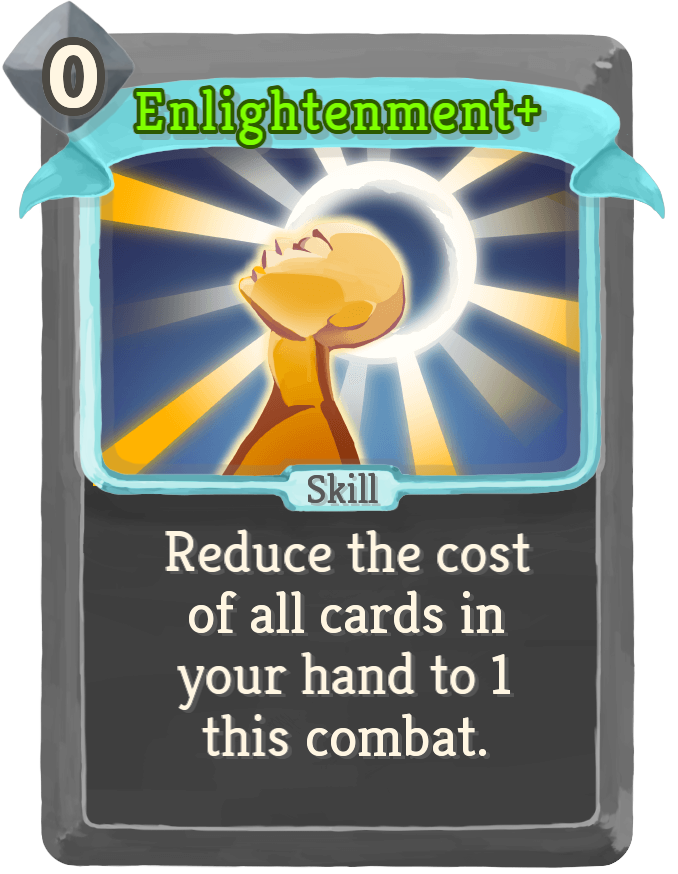 0
Enlightenment+
Skill
Reduce the cost
of all cards in
your hand to 1
this combat.